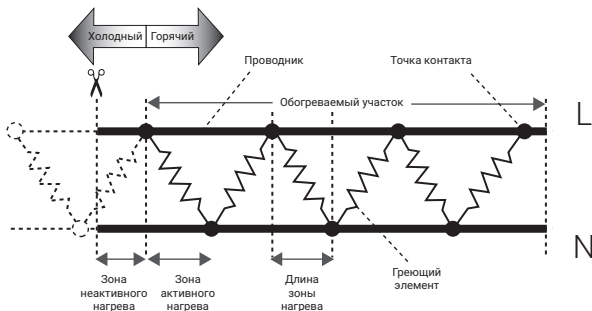 Холодный Горячий
Проводник
Точка контакта
Обогреваемый участок
L
N
Зона
неактивного
нагрева
Зона
активного
нагрева
Длина
зоны
нагрева
Греющий
элемент